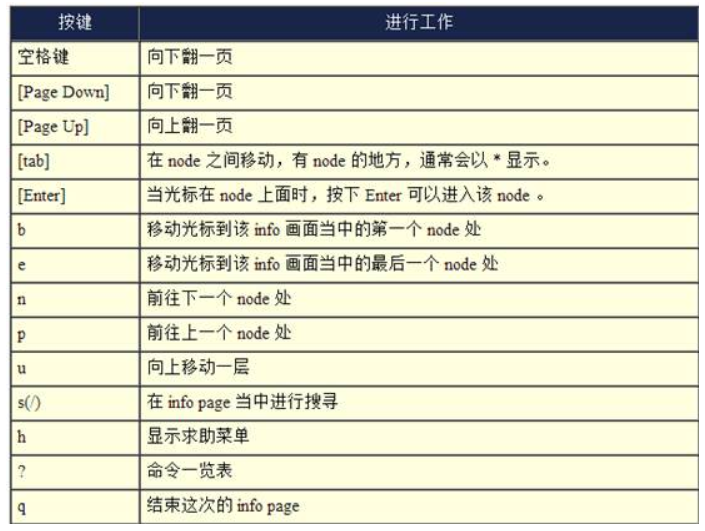 按键 进行工作
空格键 向下翻一页
[Page Down] 向下翻一页
[Page Up] 向上翻一页
[tab] 在 node 之间移动，有 node 的地方，通常会以 * 显示。
[Enter] 当光标在 node 上面时，按下 Enter 可以进入该 node 。
b 移动光标到该 info 画面当中的第一个 node 处
e 移动光标到该 info 画面当中的最后一个 node 处
n 前往下一个 node 处
p 前往上一个 node 处
u 向上移动一层
s(/) 在 info page 当中进行搜寻
h 显示求助菜单
? 命令一览表
q 结束这次的 info page